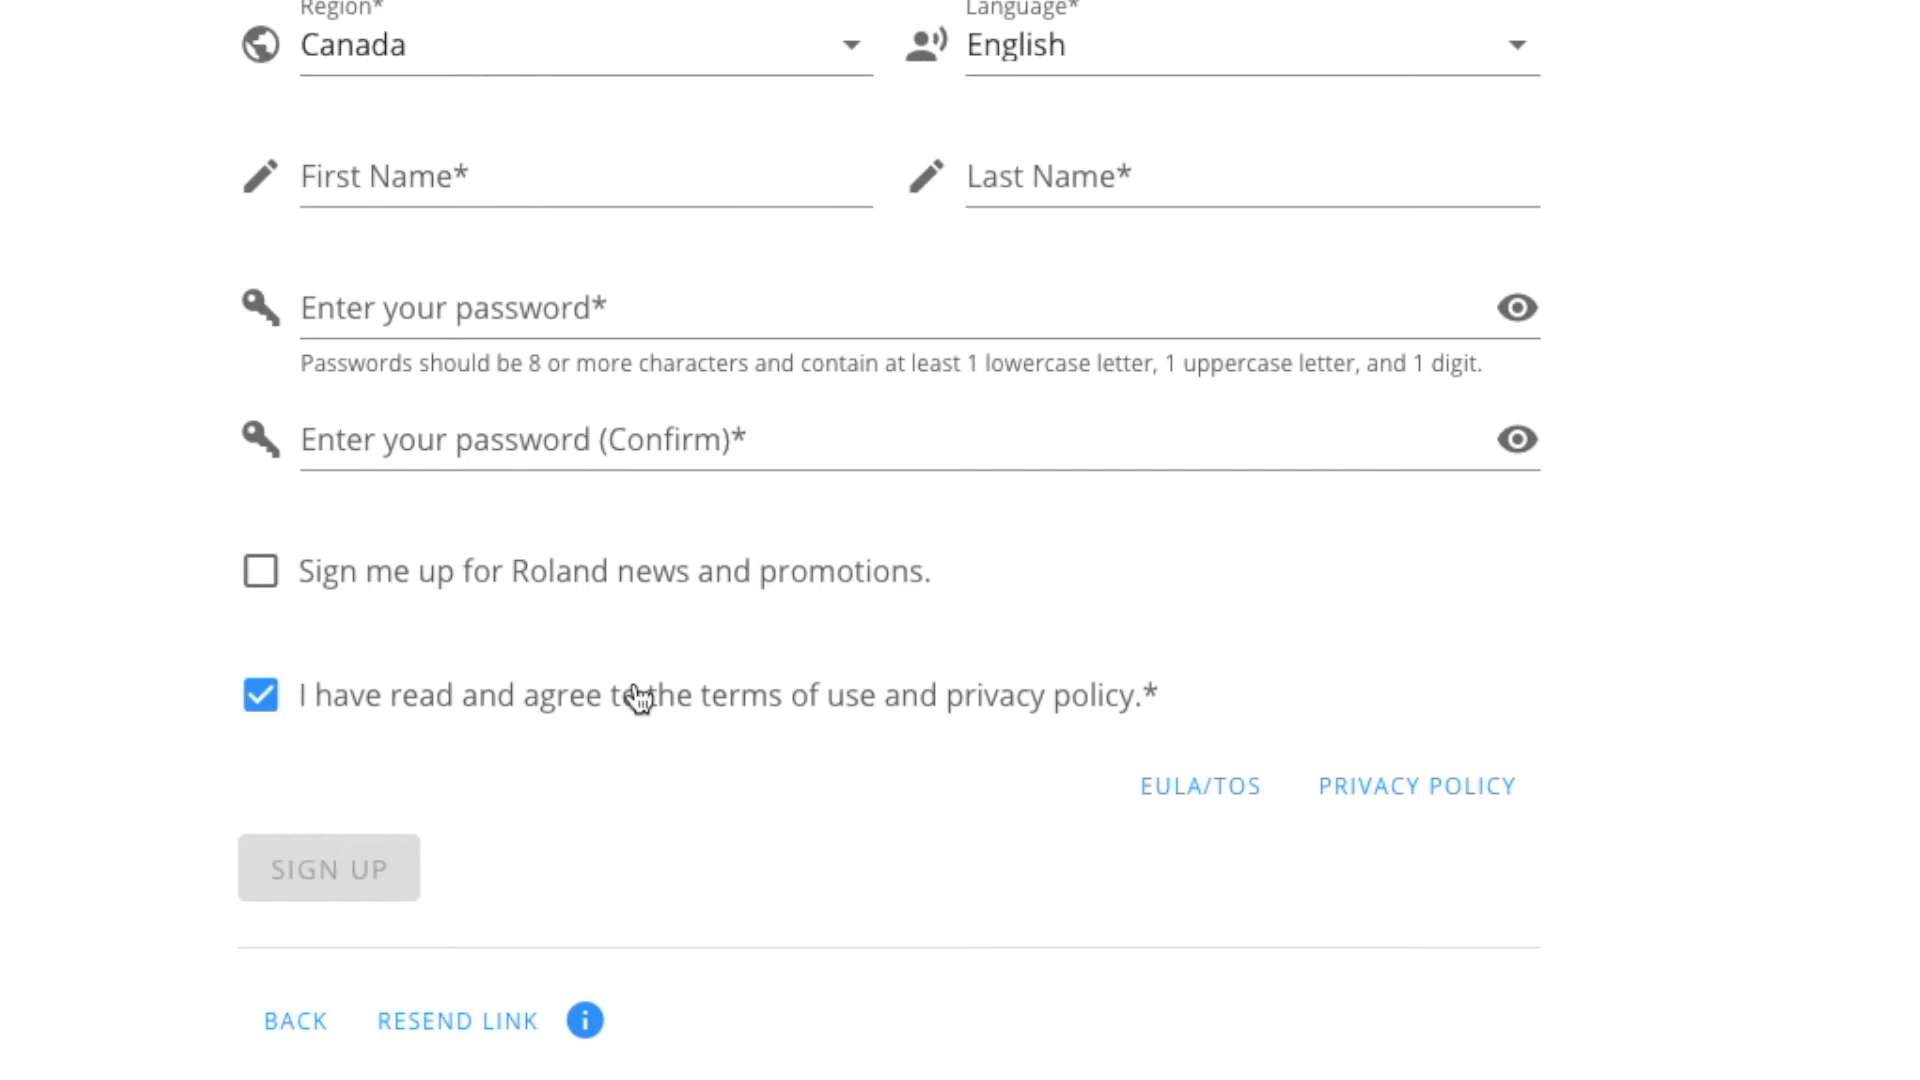 Region*
Language*
Canada
English
First Name*
Last Name*
Enter your password*
Passwords should be 8 or more characters and contain at least 1 lowercase letter, 1 uppercase letter, and 1 digit.
Enter your password (Confirm)*
Sign me up for Roland news and promotions.
I have read and agree to the terms of use and privacy policy.*
EULA/TOS
PRIVACY POLICY
SIGN UP
BACK
RESEND LINK
i